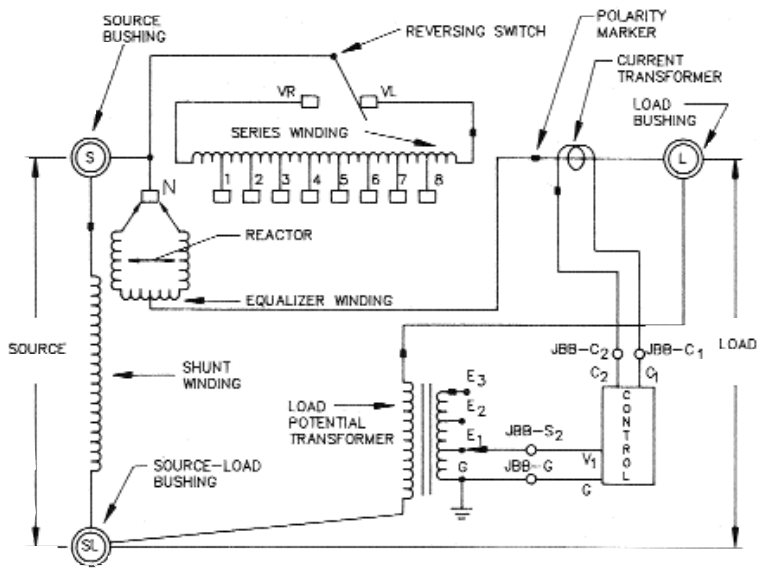 SOURCE
BUSHING
REVERSING SWITCH
POLARITY
MARKER
CURRENT
TRANSFORMER
LOAD
BUSHING
VR
VL
SERIES WINDING
S
L
N
1 2 3 4 5 6 7 8
REACTOR
EQUALIZER WINDING
SOURCE
SHUNT
WINDING
LOAD
JBB-C2
JBB-C1
C2
C1
LOAD
POTENTIAL
TRANSFORMER
E3
E2
E1
JBB-S2
V1
G
JBB-G
G
CONTROL
SOURCE-LOAD
BUSHING
SL